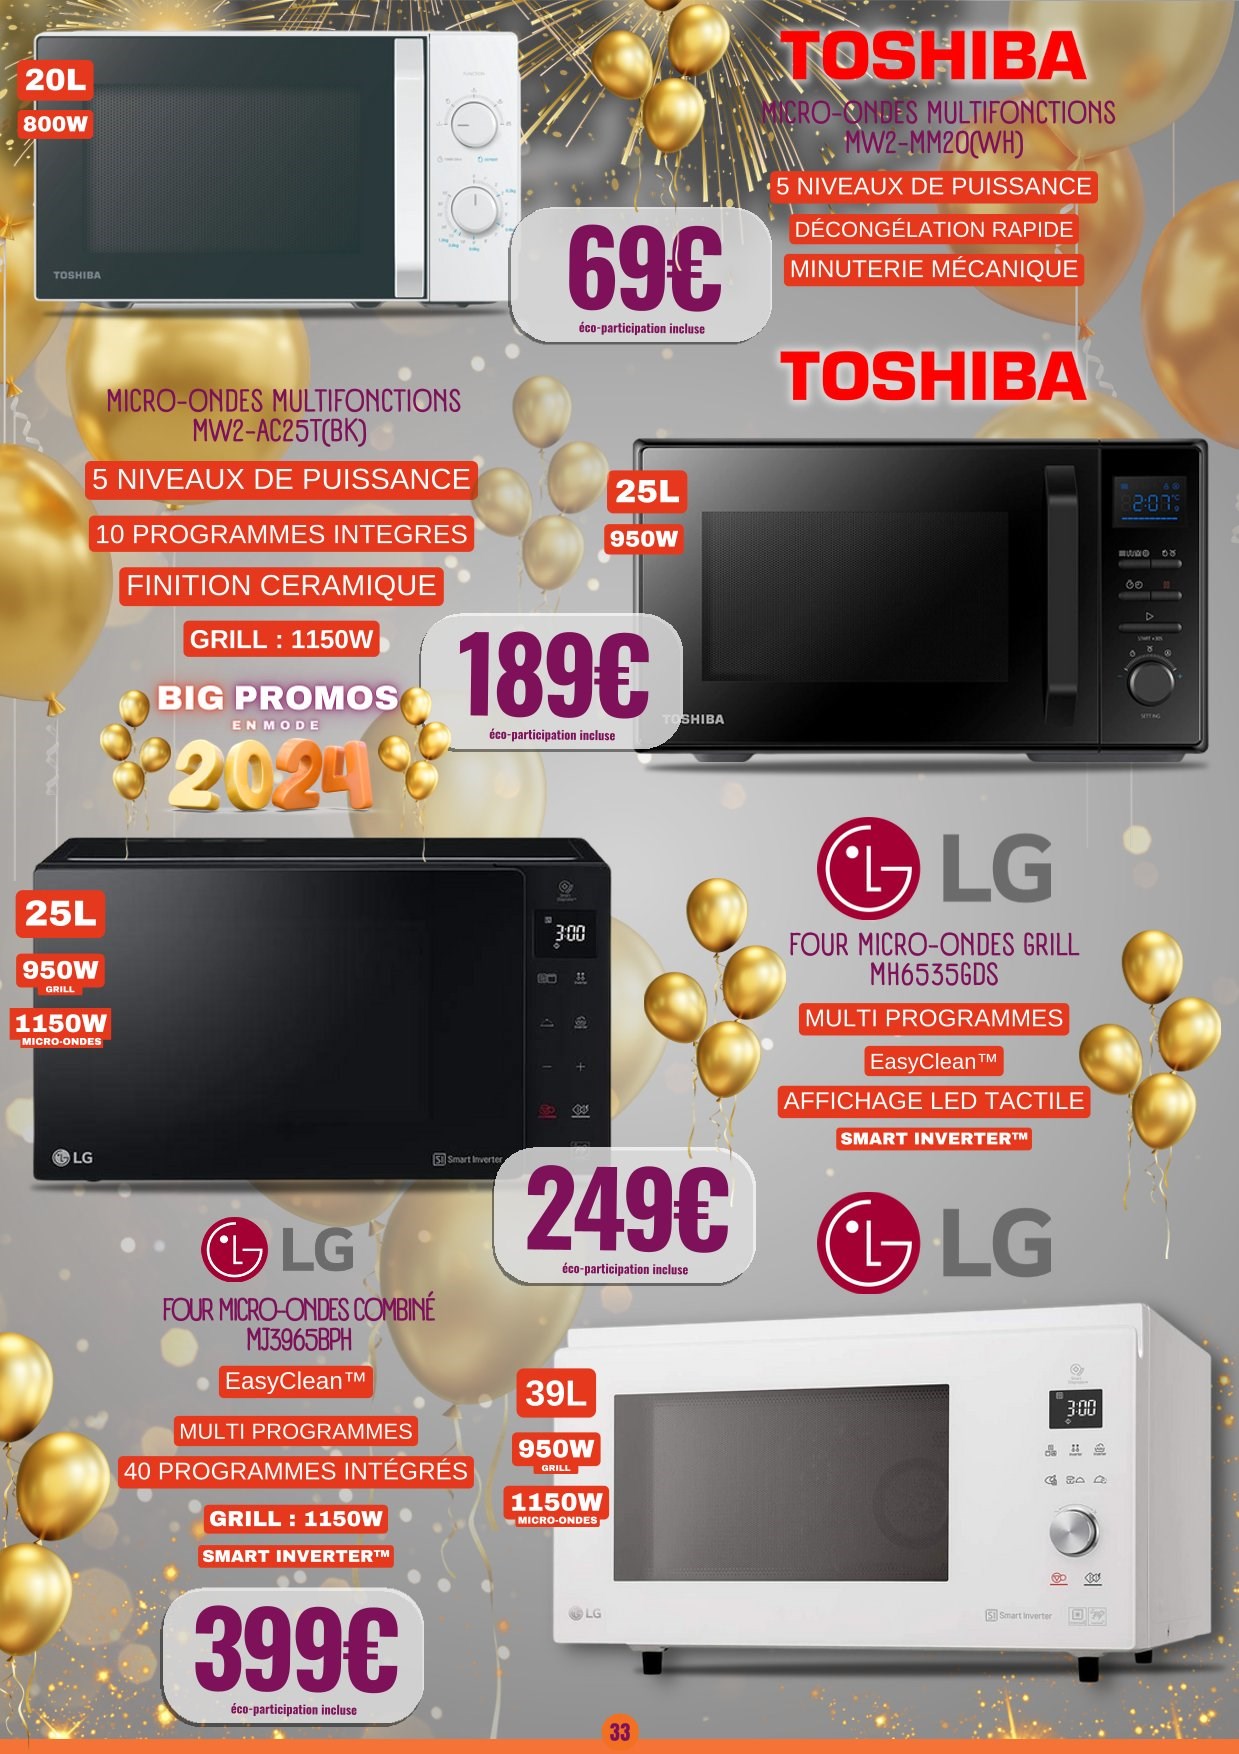 20L
800W
TOSHIBA
TOSHIBA
MICRO-ONDES MULTIFONCTIONS
MW2-MM20(WH)
5 NIVEAUX DE PUISSANCE
DÉCONGÉLATION RAPIDE
MINUTERIE MÉCANIQUE
69€
éco-participation incluse
TOSHIBA
MICRO-ONDES MULTIFONCTIONS
MW2-AC25T(BK)
5 NIVEAUX DE PUISSANCE
10 PROGRAMMES INTEGRES
FINITION CERAMIQUE
GRILL : 1150W
25L
950W
2:07
START +30S
SETTING
TOSHIBA
189€
éco-participation incluse
BIG PROMOS
EN MODE
2024
25L
950W
GRILL
1150W
MICRO-ONDES
3:00
LG
Smart Inverter
LG
FOUR MICRO-ONDES GRILL
MH6535GDS
MULTI PROGRAMMES
EasyClean™
AFFICHAGE LED TACTILE
SMART INVERTER™
249€
éco-participation incluse
LG
LG
FOUR MICRO-ONDES COMBINÉ
MJ3965BPH
EasyClean™
MULTI PROGRAMMES
40 PROGRAMMES INTÉGRÉS
GRILL : 1150W
SMART INVERTER™
39L
950W
GRILL
1150W
MICRO-ONDES
3:00
LG
Smart Inverter
399€
éco-participation incluse
33